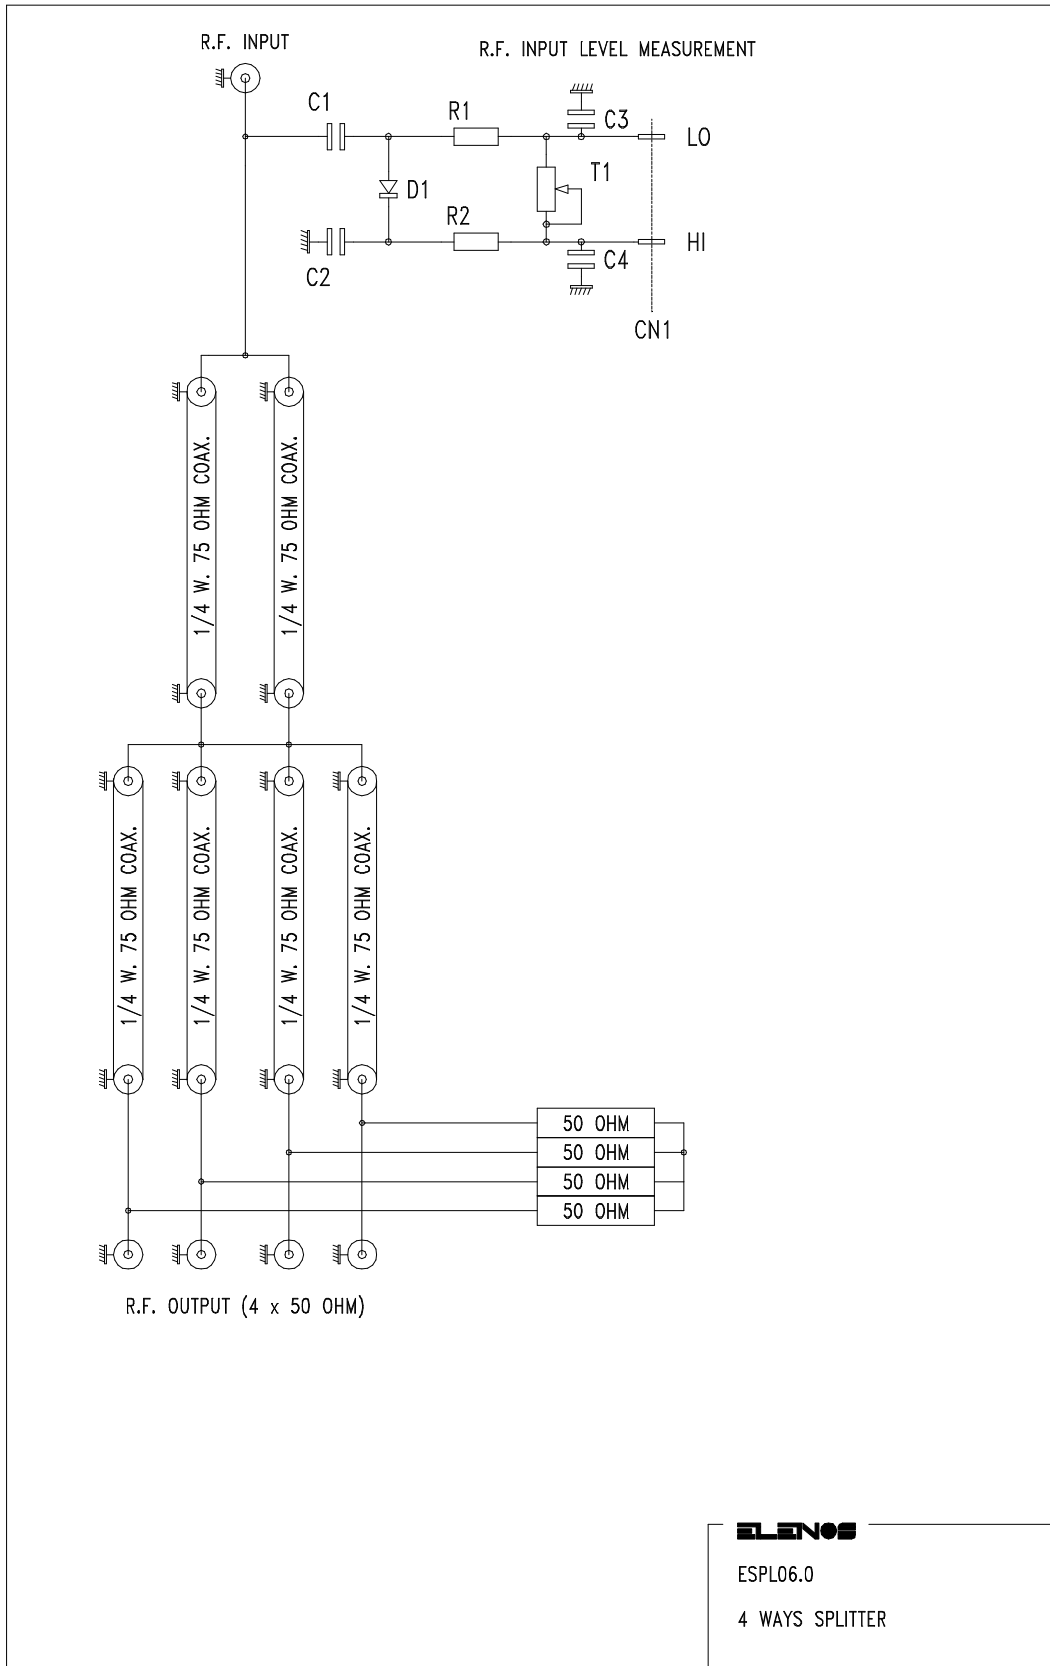 R.F. INPUT
R.F. INPUT LEVEL MEASUREMENT
C1
R1
C3
LO
D1
T1
R2
HI
C2
C4
CN1
1/4 W. 75 OHM COAX.
1/4 W. 75 OHM COAX.
1/4 W. 75 OHM COAX.
1/4 W. 75 OHM COAX.
1/4 W. 75 OHM COAX.
1/4 W. 75 OHM COAX.
50 OHM
50 OHM
50 OHM
50 OHM
R.F. OUTPUT (4 x 50 OHM)
ELENOS
ESPL06.0
4 WAYS SPLITTER